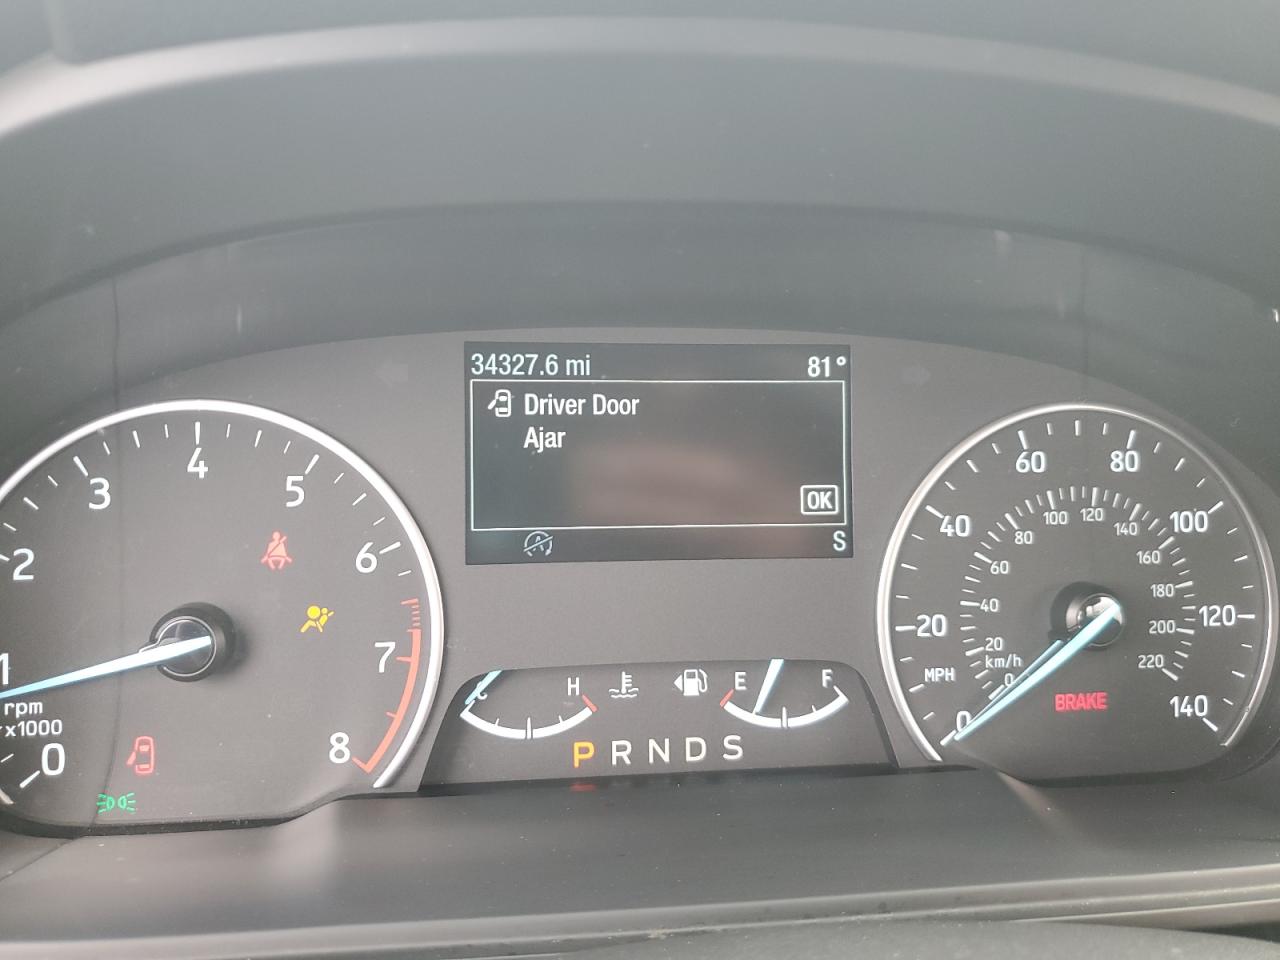 34327.6 mi 81°
Driver Door
Ajar
OK
S
0 1 2 3 4 5 6 7 8
rpm
x1000
C H
E F
P R N D S
0 20 40 60 80 100 120 140
MPH
0 20 40 60 80 100 120 140 160 180 200 220
km/h
BRAKE